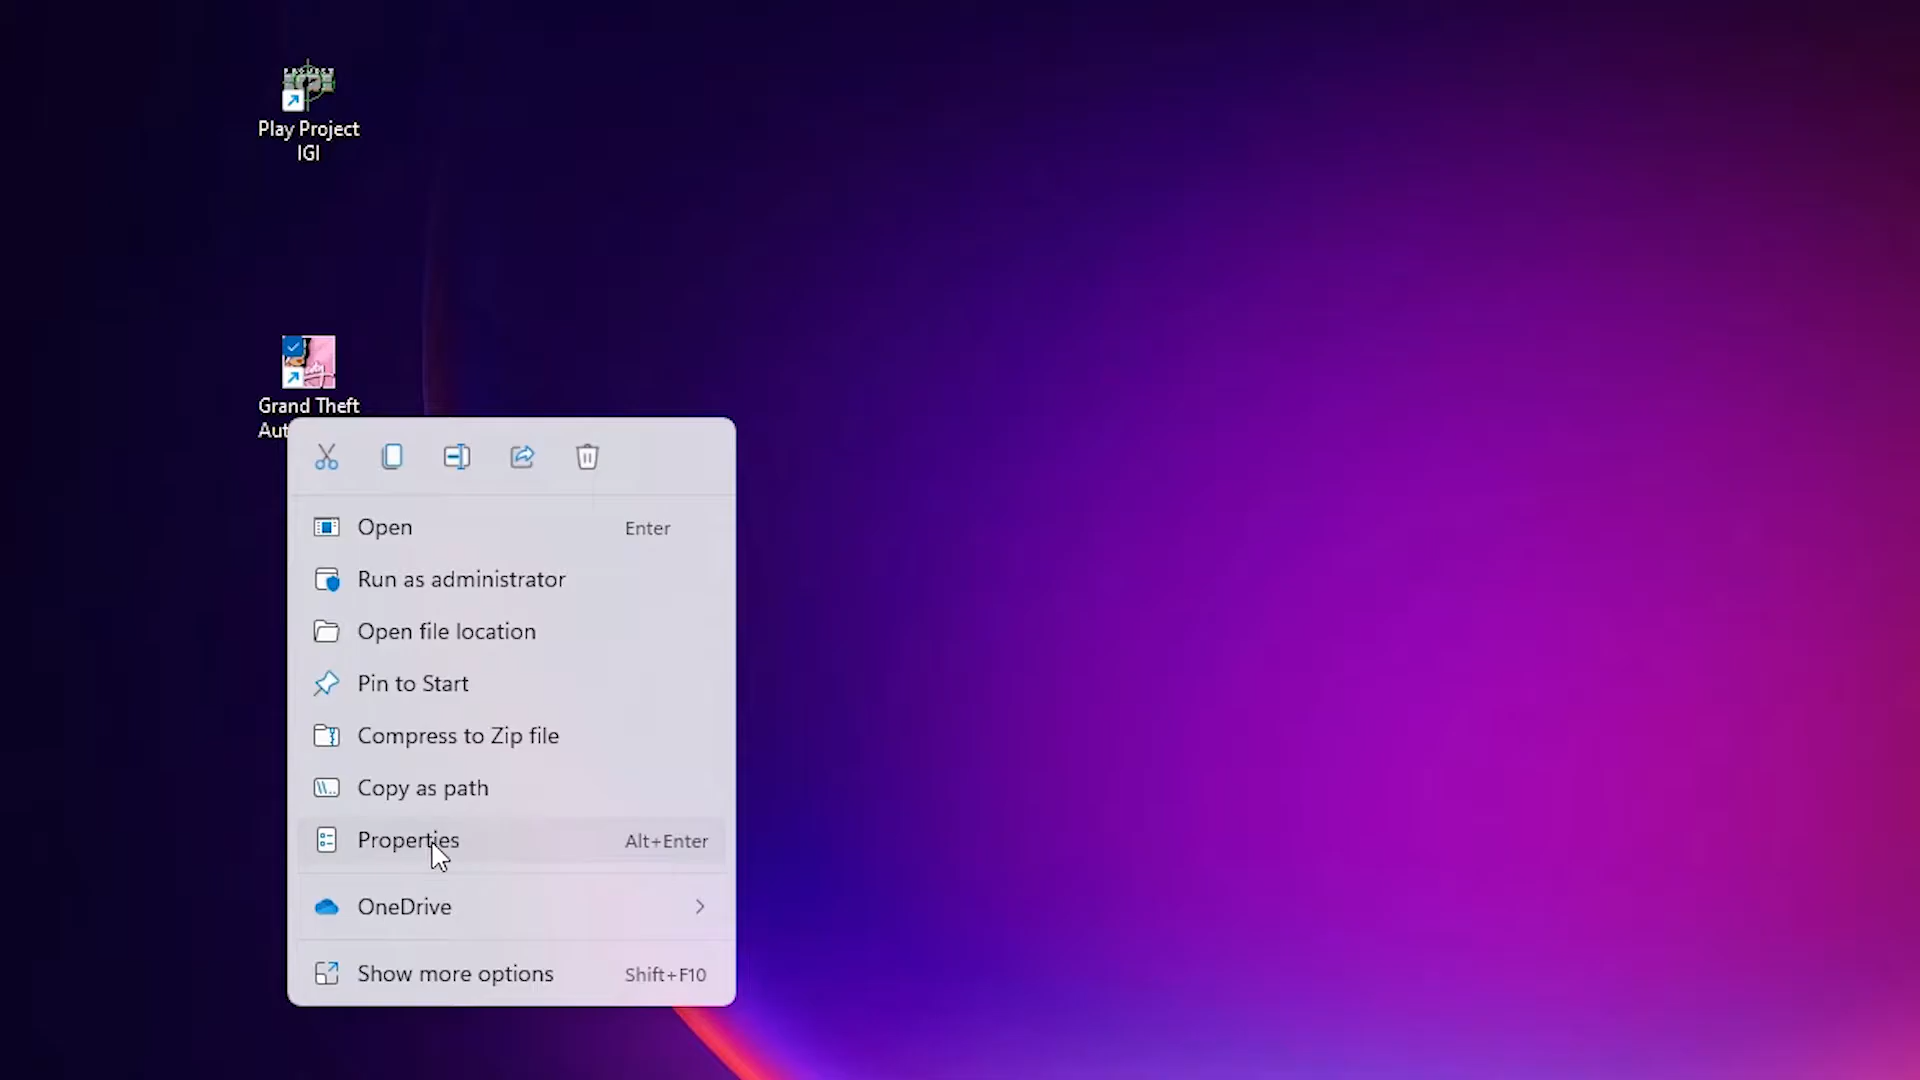 Play Project
IGI
Grand Theft
Aut
Open Enter
Run as administrator
Open file location
Pin to Start
Compress to Zip file
Copy as path
Properties Alt+Enter
OneDrive
Show more options Shift+F10